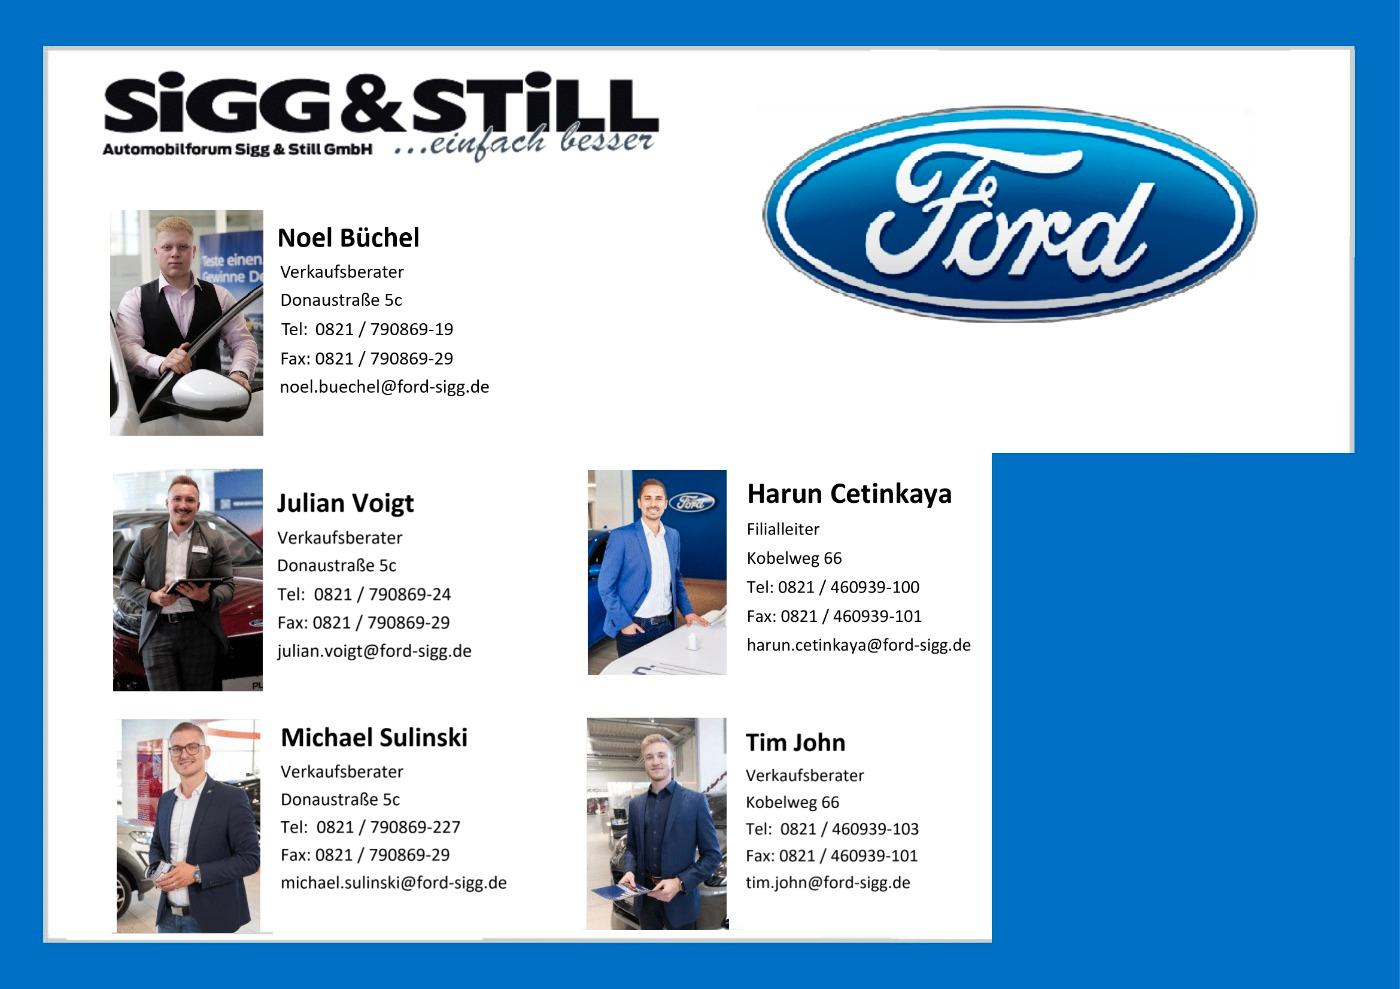 SiGG & STiLL
Automobilforum Sigg & Still GmbH ...einfach besser
Ford
Teste einen
Gewinne De
Noel Büchel
Verkaufsberater
Donaustraße 5c
Tel: 0821 / 790869-19
Fax: 0821 / 790869-29
noel.buechel@ford-sigg.de
Julian Voigt
Verkaufsberater
Donaustraße 5c
Tel: 0821 / 790869-24
Fax: 0821 / 790869-29
julian.voigt@ford-sigg.de
Ford
Harun Cetinkaya
Filialleiter
Kobelweg 66
Tel: 0821 / 460939-100
Fax: 0821 / 460939-101
harun.cetinkaya@ford-sigg.de
Michael Sulinski
Verkaufsberater
Donaustraße 5c
Tel: 0821 / 790869-227
Fax: 0821 / 790869-29
michael.sulinski@ford-sigg.de
Tim John
Verkaufsberater
Kobelweg 66
Tel: 0821 / 460939-103
Fax: 0821 / 460939-101
tim.john@ford-sigg.de